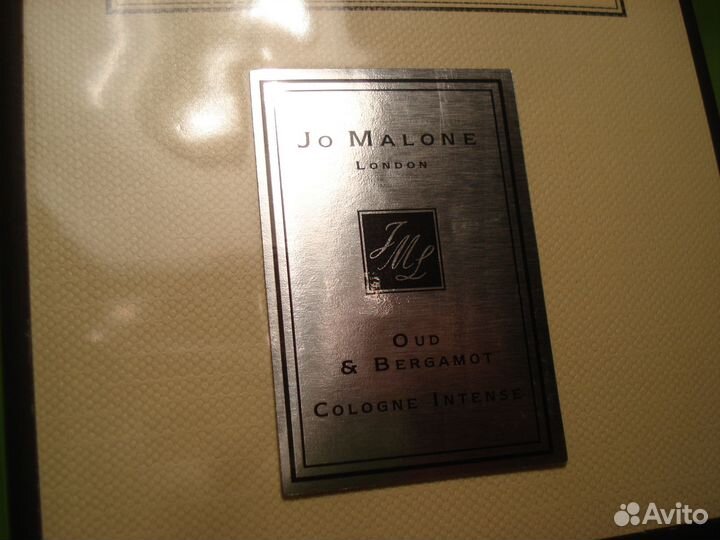 Jo Malone
London
JML
Oud
& Bergamot
Cologne Intense
Avito